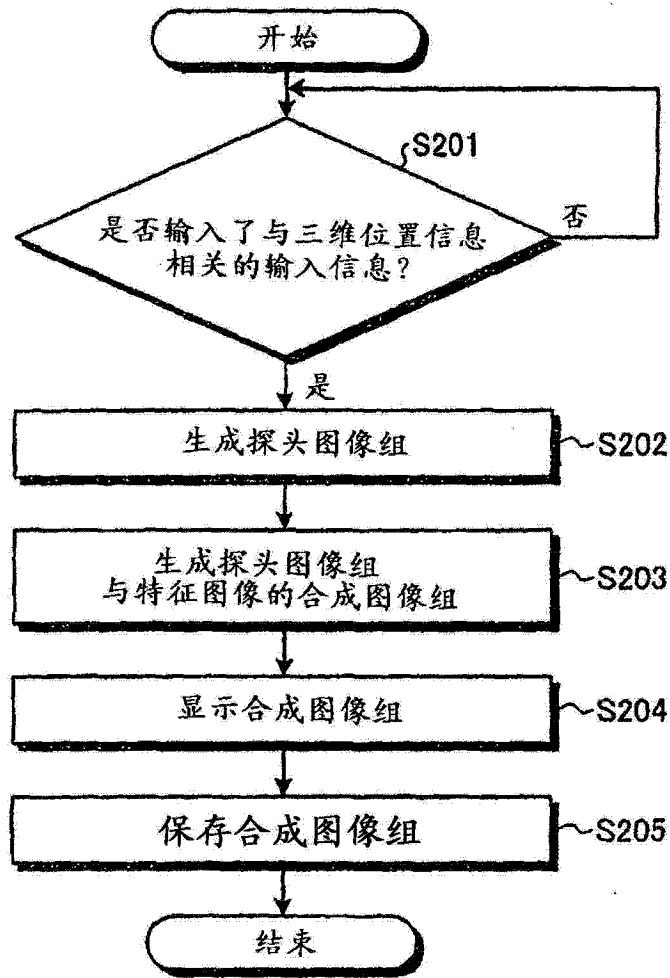 开始
S201
是否输入了与三维位置信息
相关的输入信息?
否
是
生成探头图像组
S202
生成探头图像组
与特征图像的合成图像组
S203
显示合成图像组
S204
保存合成图像组
S205
结束